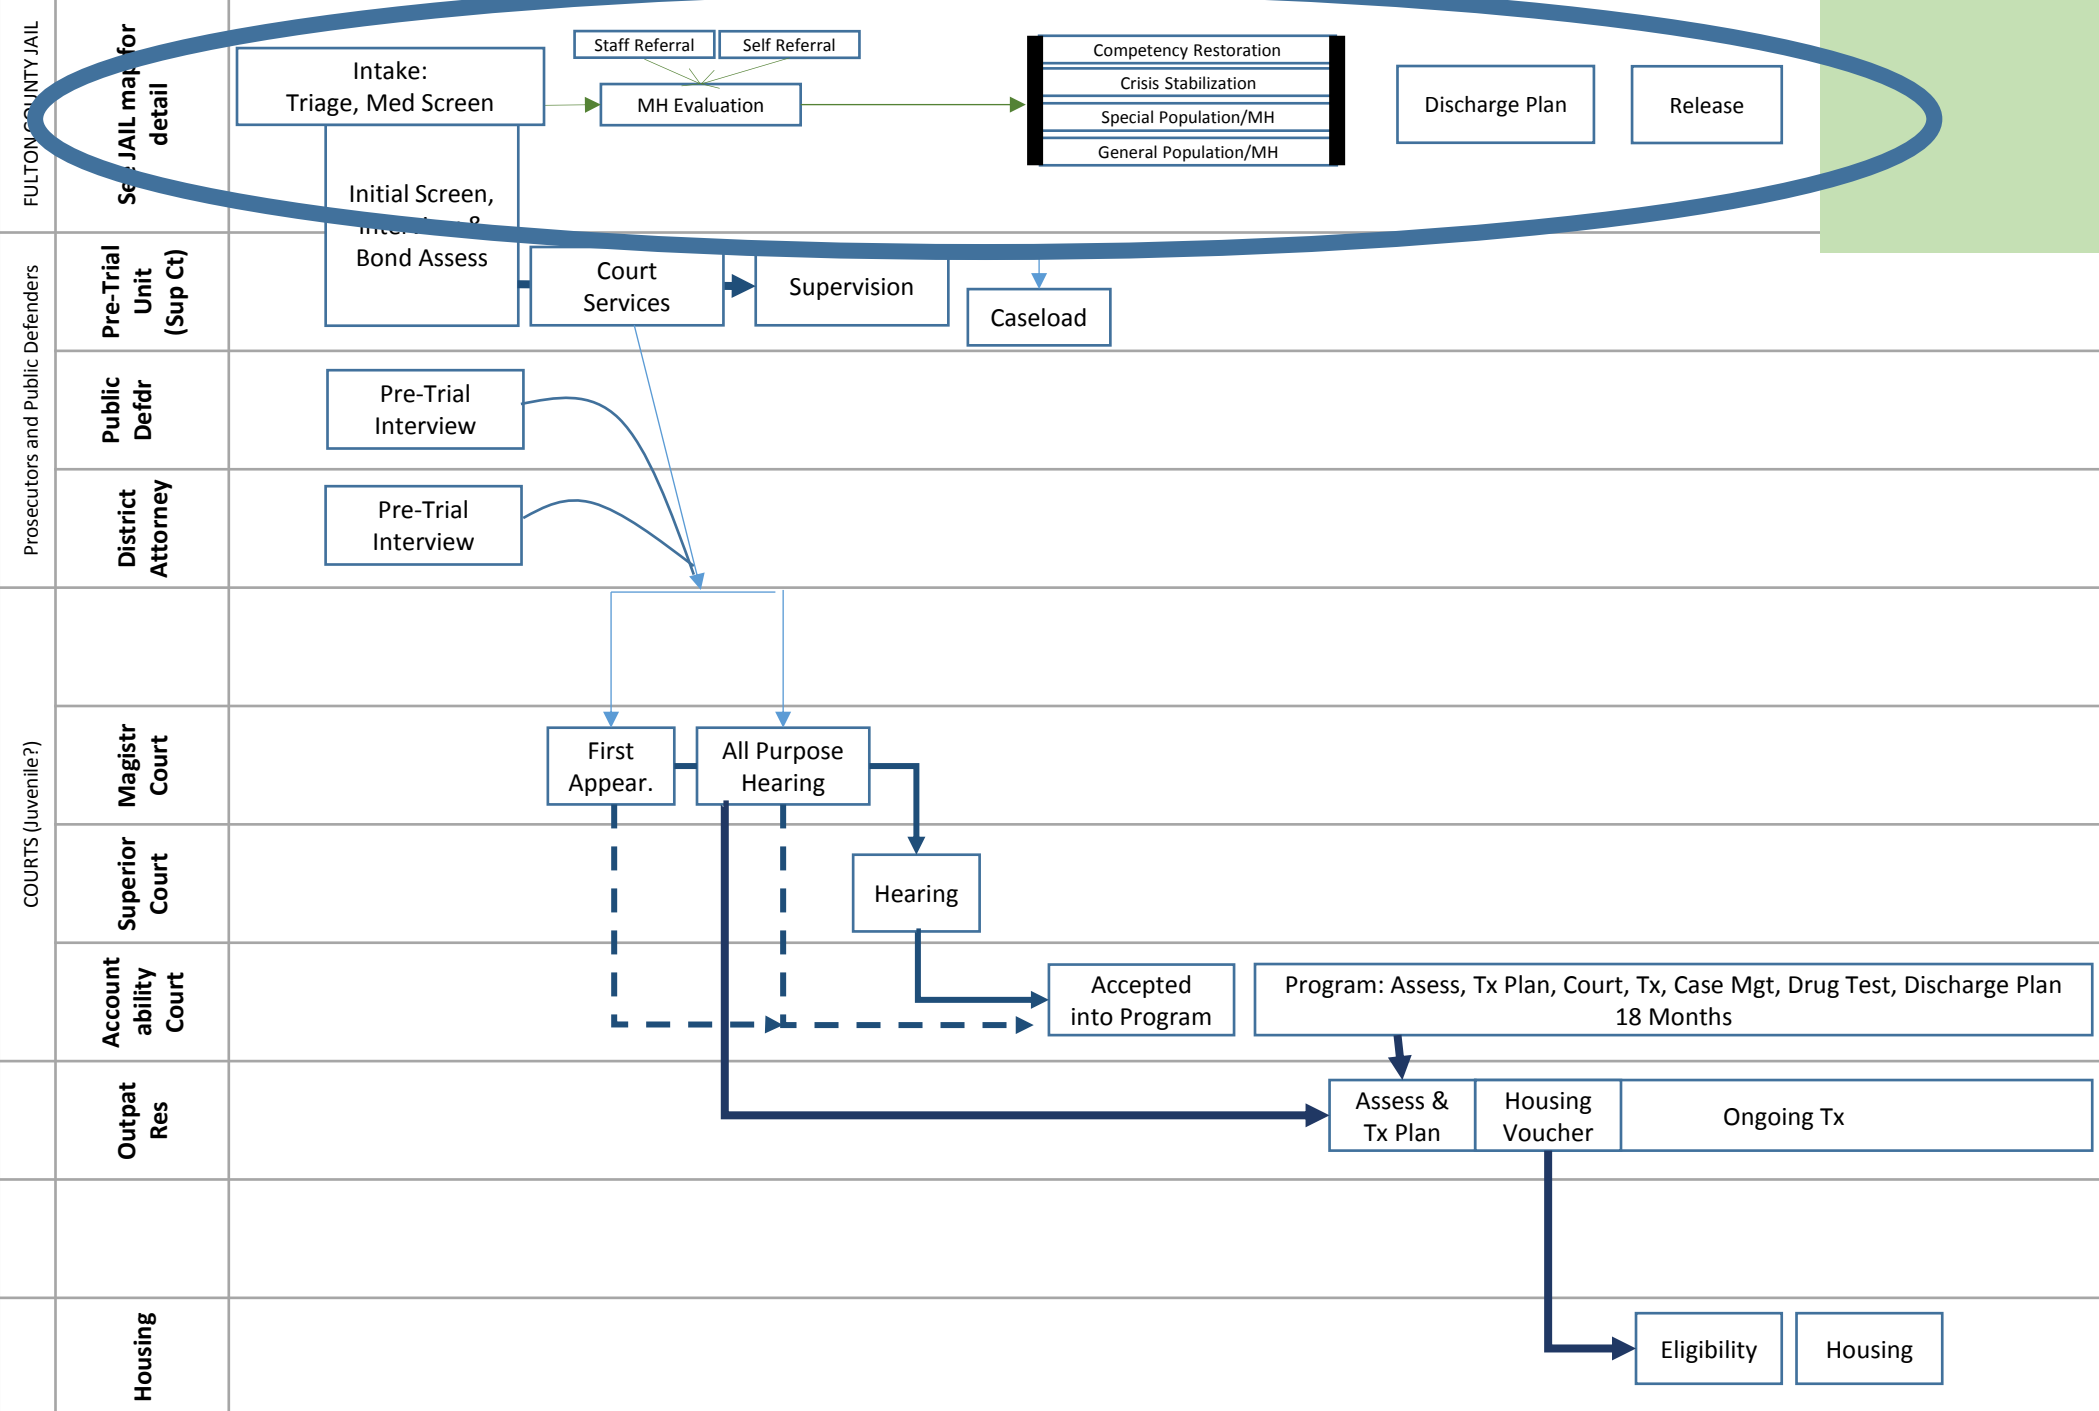 FULTON COUNTY JAIL
See JAIL map for
detail
Intake:
Triage, Med Screen
Staff Referral
Self Referral
MH Evaluation
Competency Restoration
Crisis Stabilization
Special Population/MH
General Population/MH
Discharge Plan
Release
Initial Screen,
&
Bond Assess
Prosecutors and Public Defenders
Pre-Trial
Unit
(Sup Ct)
Court
Services
Supervision
Caseload
Public
Defdr
Pre-Trial
Interview
District
Attorney
Pre-Trial
Interview
COURTS (Juvenile?)
Magistr
Court
First
Appear.
All Purpose
Hearing
Superior
Court
Hearing
Account
ability
Court
Accepted
into Program
Program: Assess, Tx Plan, Court, Tx, Case Mgt, Drug Test, Discharge Plan
18 Months
Outpat
Res
Assess &
Tx Plan
Housing
Voucher
Ongoing Tx
Housing
Eligibility
Housing